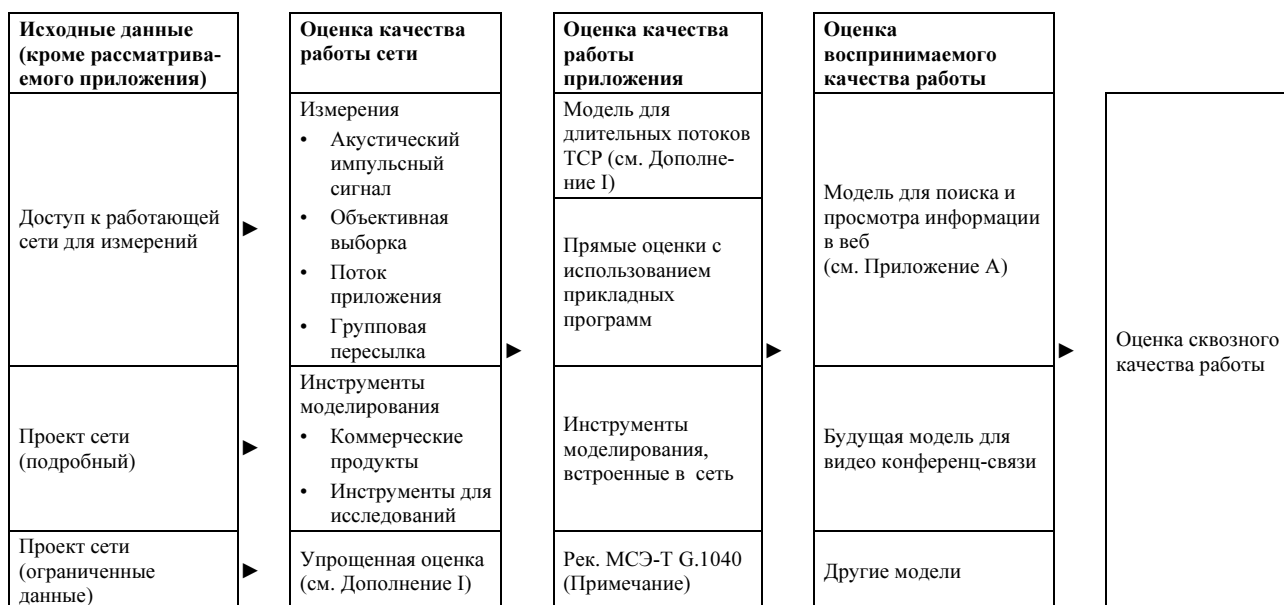 Исходные данные
(кроме рассматрива-
емого приложения)
Оценка качества
работы сети
Оценка качества
работы
приложения
Оценка
воспринимаемого
качества работы
Доступ к работающей
сети для измерений
►
Измерения
• Акустический
импульсный
сигнал
• Объективная
выборка
• Поток
приложения
• Групповая
пересылка
►
Модель для
длительных потоков
TCP (см. Дополне-
ние I)
Прямые оценки с
использованием
прикладных
программ
►
Модель для поиска и
просмотра информации
в веб
(см. Приложение А)
►
Оценка сквозного
качества работы
Проект сети
(подробный)
►
Инструменты
моделирования
• Коммерческие
продукты
• Инструменты для
исследований
Инструменты
моделирования,
встроенные в сеть
Будущая модель для
видео конференц-связи
Проект сети
(ограниченные
данные)
►
Упрощенная оценка
(см. Дополнение I)
Рек. МСЭ-Т G.1040
(Примечание)
Другие модели